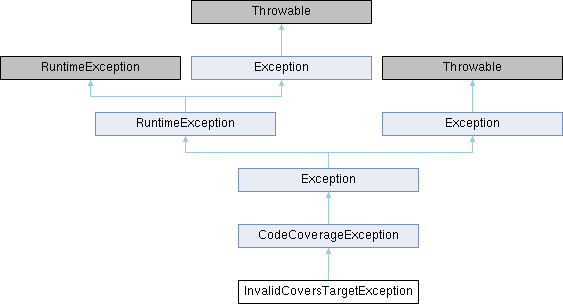 Throwable
RuntimeException
Exception
Throwable
RuntimeException
Exception
Exception
CodeCoverageException
InvalidCoversTargetException